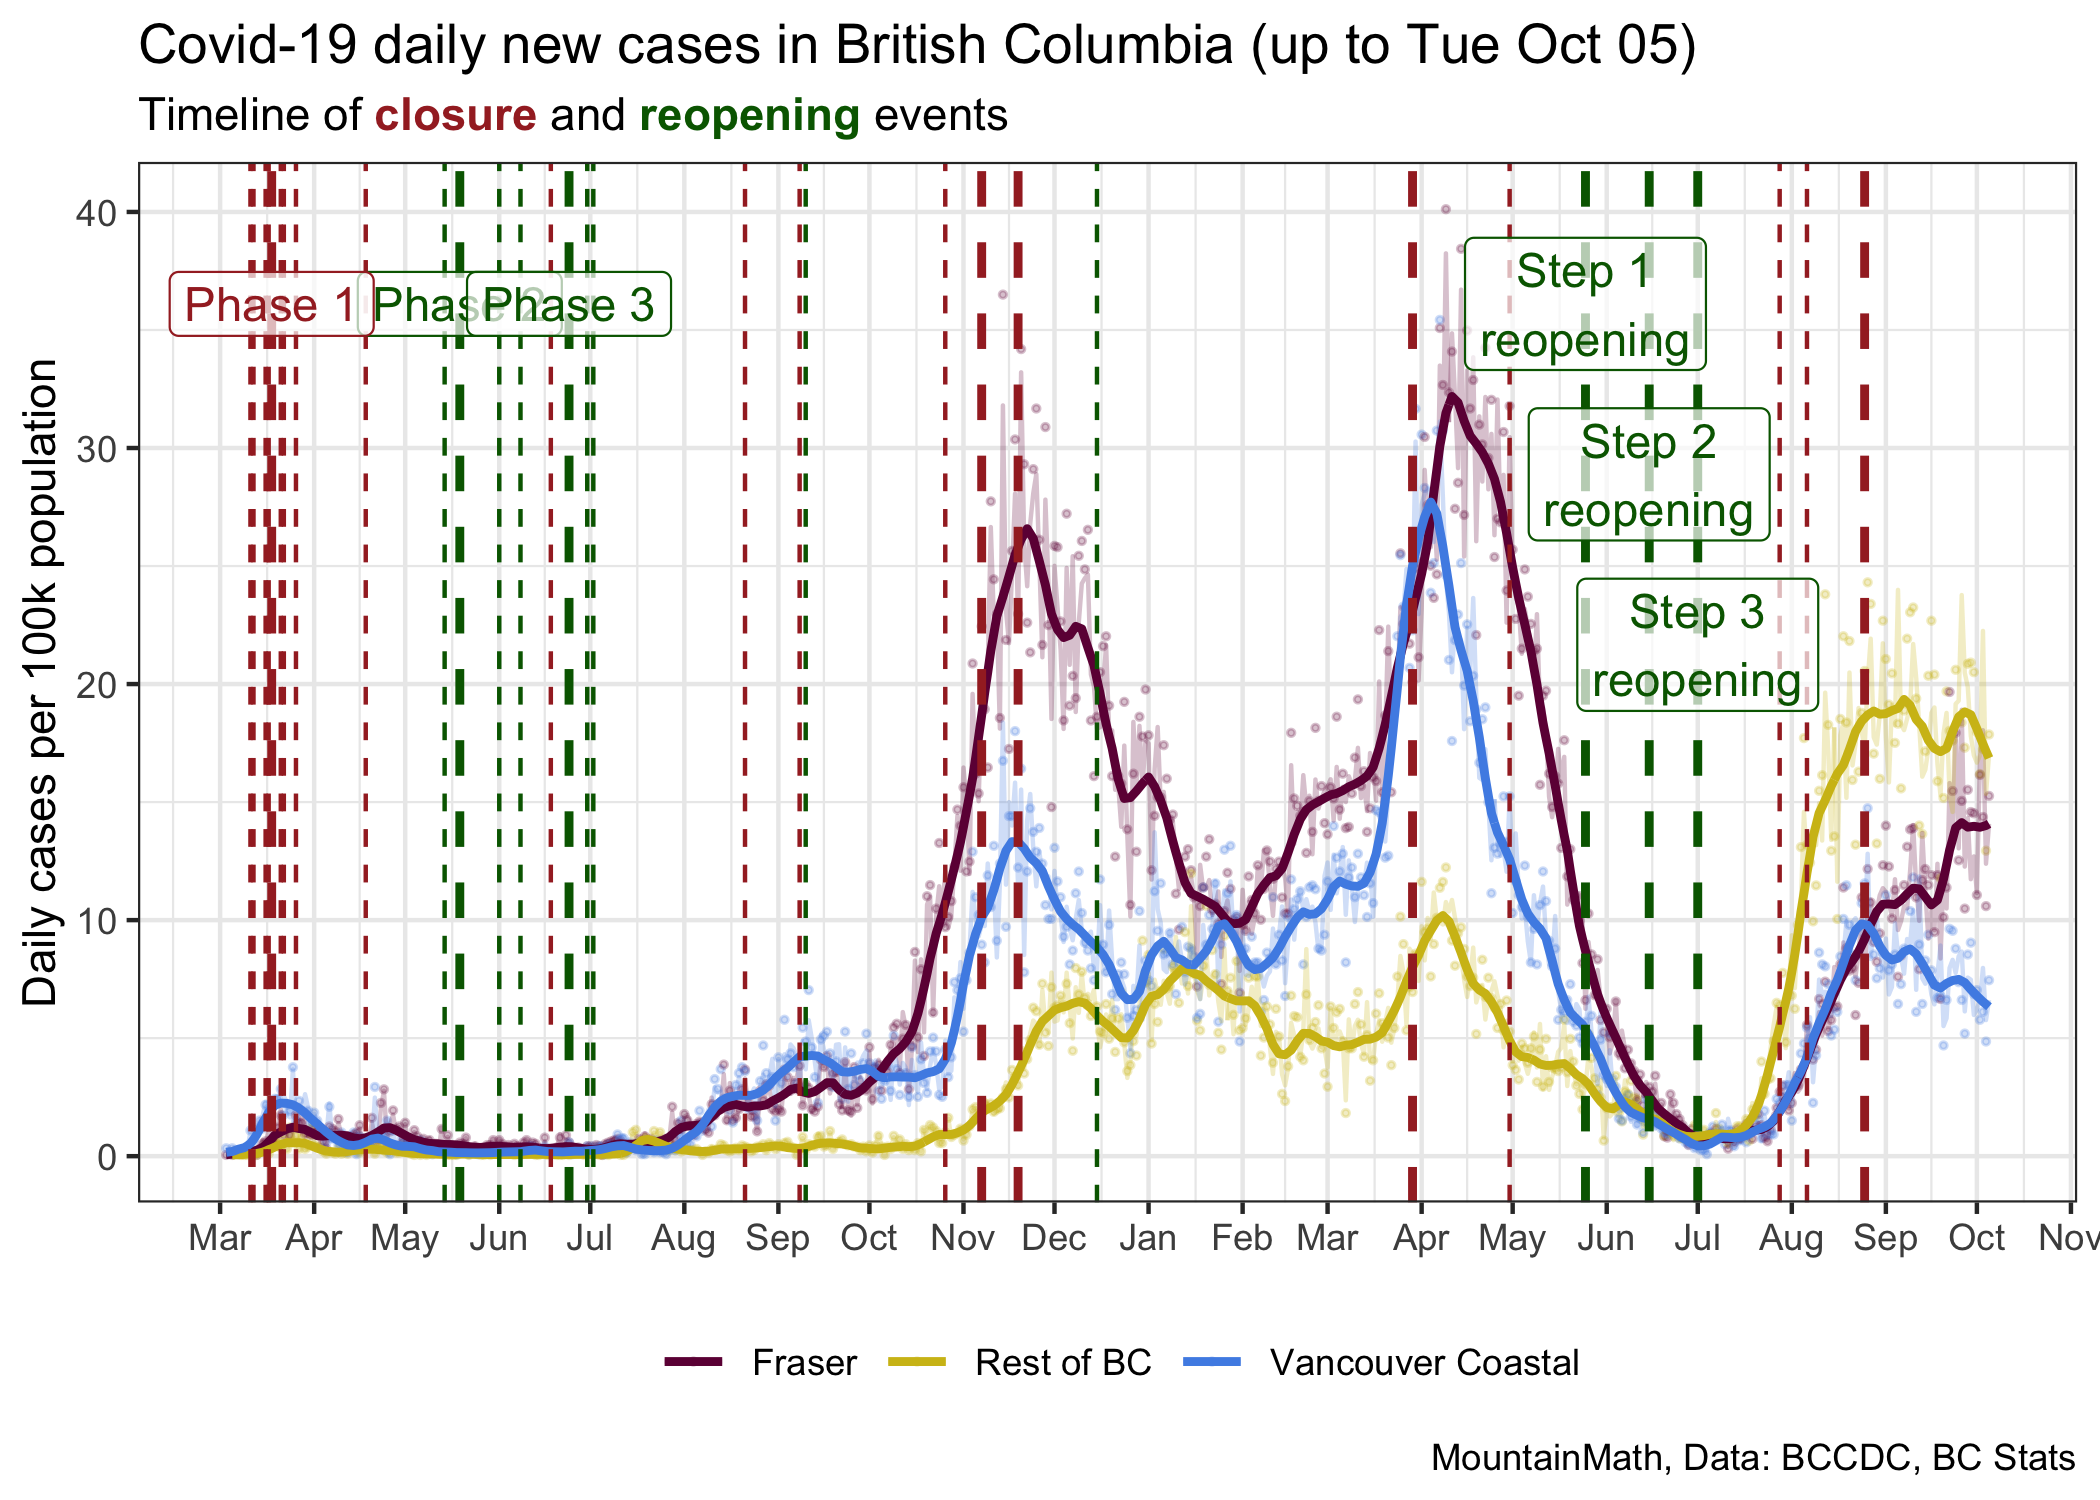 Covid-19 daily new cases in British Columbia (up to Tue Oct 05)
Timeline of closure and reopening events
Daily cases per 100k population
40
30
20
10
0
Phase 1
Phase 2
Phase 3
Step 1
reopening
Step 2
reopening
Step 3
reopening
Mar Apr May Jun Jul Aug Sep Oct Nov Dec Jan Feb Mar Apr May Jun Jul Aug Sep Oct Nov
Fraser Rest of BC Vancouver Coastal
MountainMath, Data: BCCDC, BC Stats